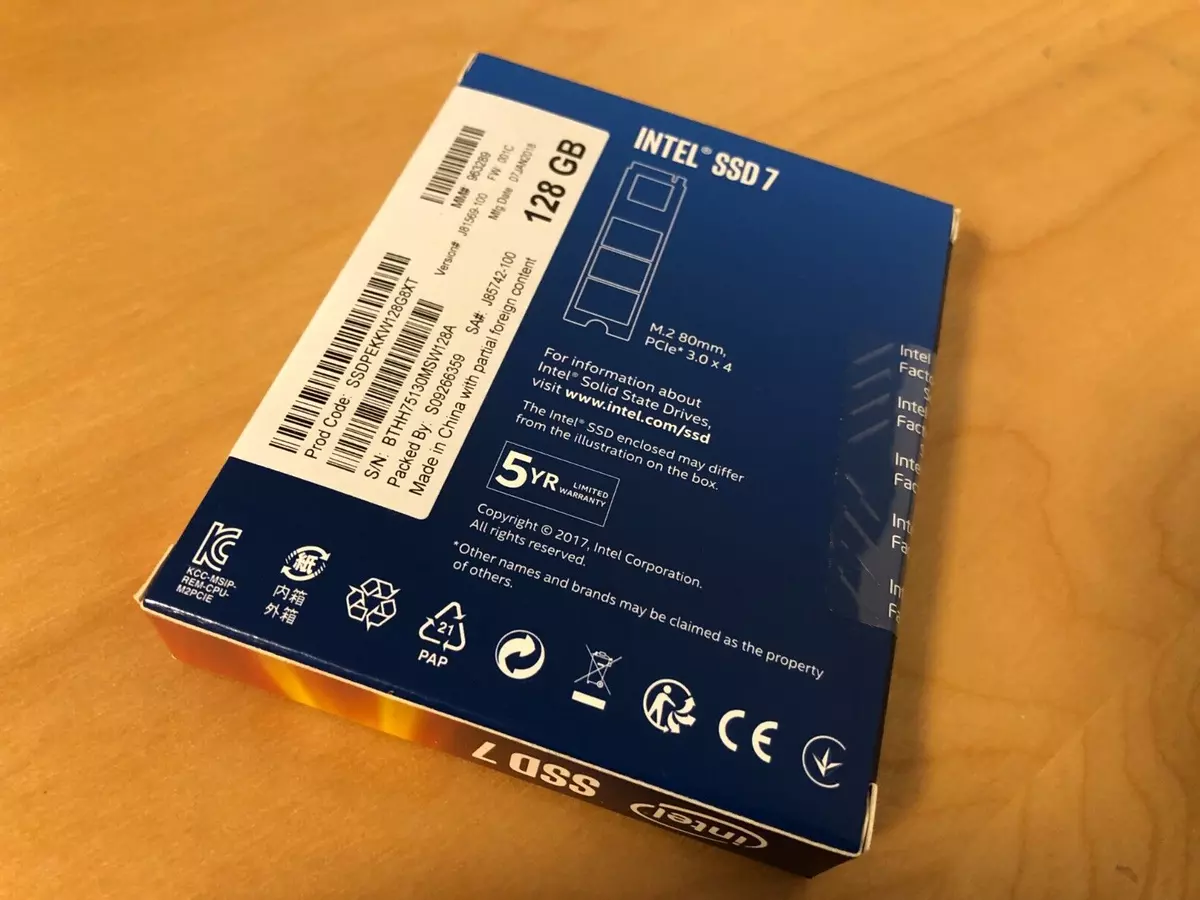 MM# 963289
Version# J81569-100 FW 001C
Mfg Date 07JAN2018
128 GB
Prod Code: SSDPEKKW128G8XT
S/N: BTHH75130MSW128A
Packed By: S09266359 SA#: J85742-100
Made in China with partial foreign content
INTEL® SSD 7
M.2 80mm,
PCIe* 3.0 x 4
For information about
Intel® Solid State Drives,
visit www.intel.com/ssd
The Intel® SSD enclosed may differ
from the illustration on the box.
5YR LIMITED
WARRANTY
Copyright © 2017, Intel Corporation.
All rights reserved.
*Other names and brands may be claimed as the property
of others.
Intel
Intel
KCC-MSIP-
REM-CPU-
M2PCIE
紙
内箱
外箱
21
PAP
CE
SSD 7
intel